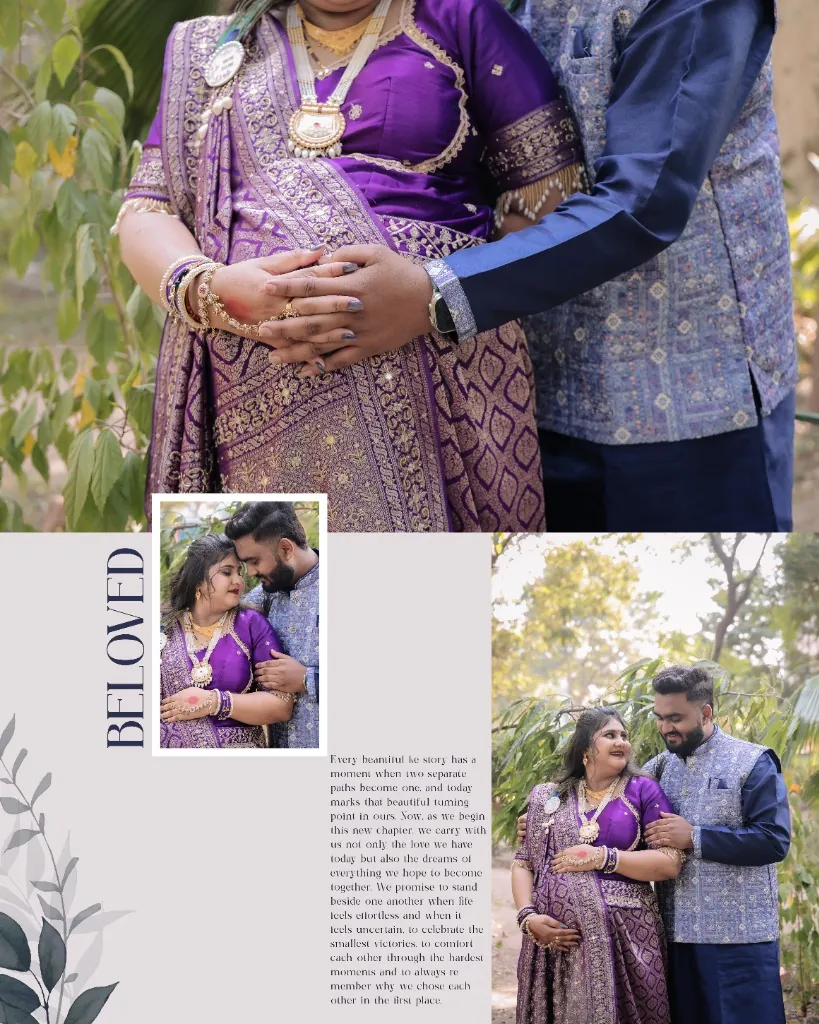 BELOVED
Every beautiful ke story has a
moment when two separate
paths become one, and today
marks that beautiful turning
point in ours. Now, as we begin
this new chapter, we carry with
us not only the love we have
today but also the dreams of
everything we hope to become
together. We promise to stand
beside one another when life
feels effortless and when it
feels uncertain, to celebrate the
smallest victories, to comfort
each other through the hardest
moments and to always re
member why we chose each
other in the first place.